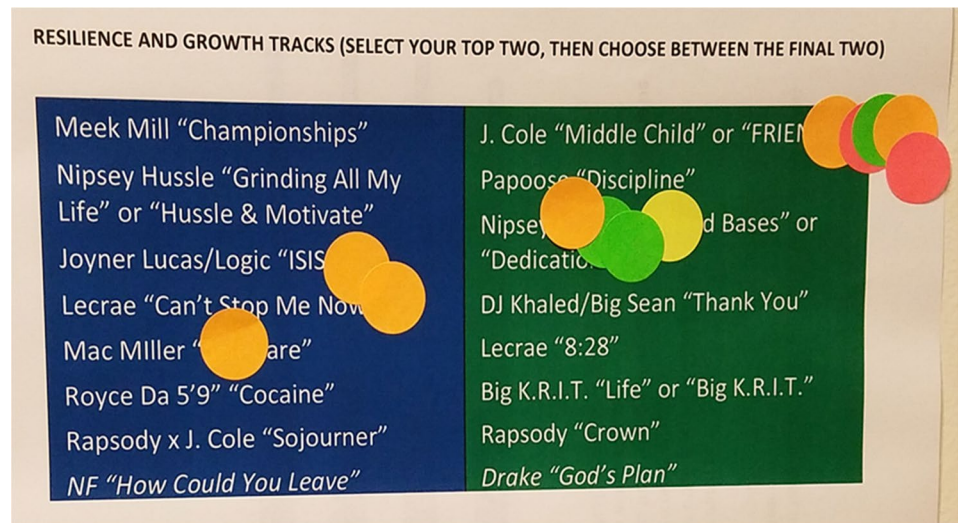 RESILIENCE AND GROWTH TRACKS (SELECT YOUR TOP TWO, THEN CHOOSE BETWEEN THE FINAL TWO)
Meek Mill “Championships”
Nipsey Hussle “Grinding All My
Life” or “Hussle & Motivate”
Joyner Lucas/Logic “ISIS
Lecrae “Can’t Stop Me Now
Mac MIller “
Royce Da 5’9” “Cocaine”
Rapsody x J. Cole “Sojourner”
NF “How Could You Leave”
J. Cole “Middle Child” or
Papoose “Discipline”
Nipsey Bases” or
DJ Khaled/Big Sean “Thank You”
Lecrae “8:28”
Big K.R.I.T. “Life” or “Big K.R.I.T.”
Rapsody “Crown”
Drake “God’s Plan”